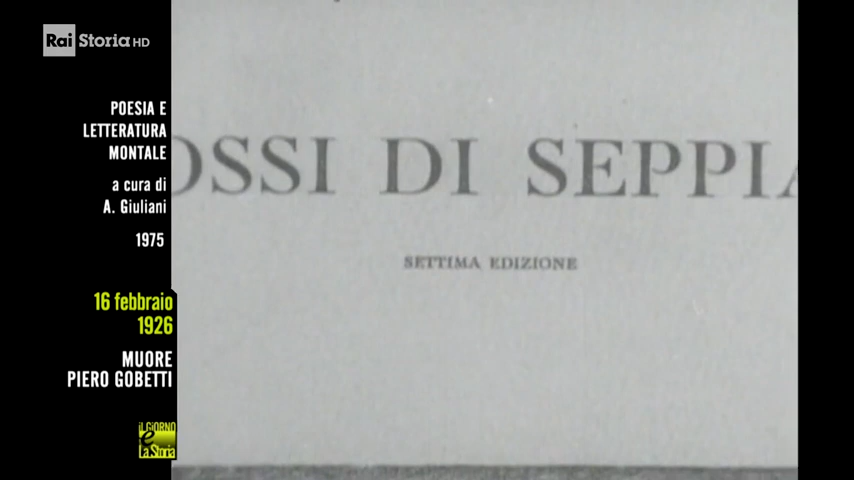 Rai Storia HD
POESIA E
LETTERATURA
MONTALE
a cura di
A. Giuliani
1975
16 febbraio
1926
MUORE
PIERO GOBETTI
iL GiORNO
e
La Storia
OSSI DI SEPPIA
SETTIMA EDIZIONE